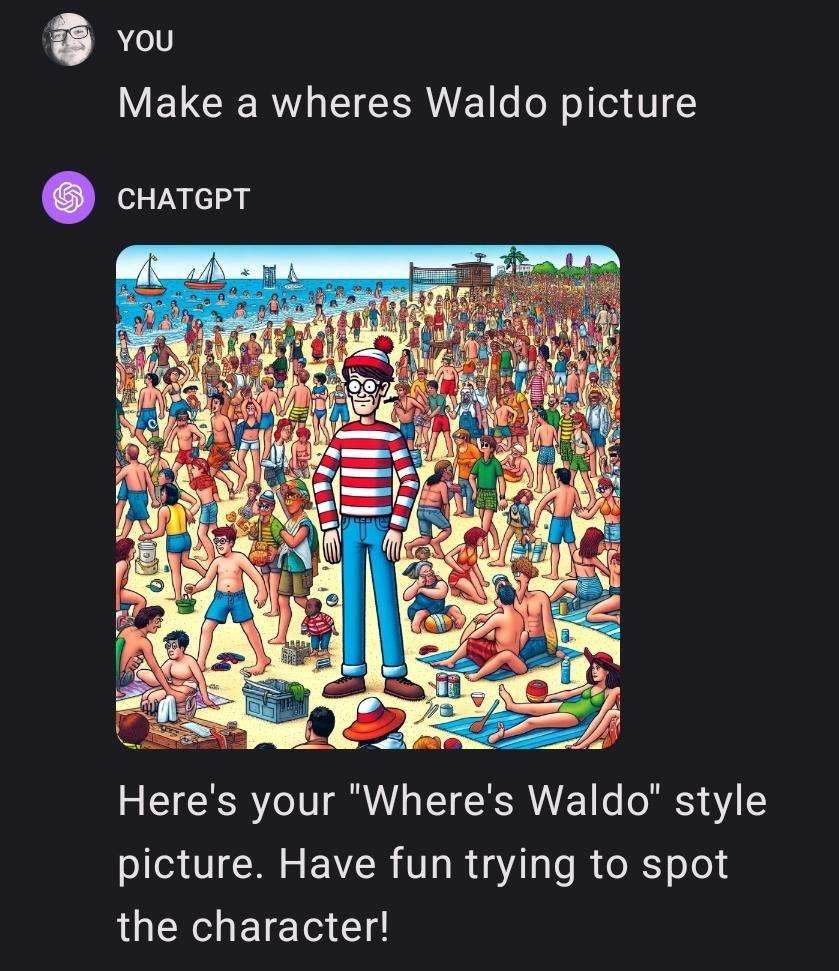 YOU
Make a wheres Waldo picture
CHATGPT
Here's your "Where's Waldo" style
picture. Have fun trying to spot
the character!